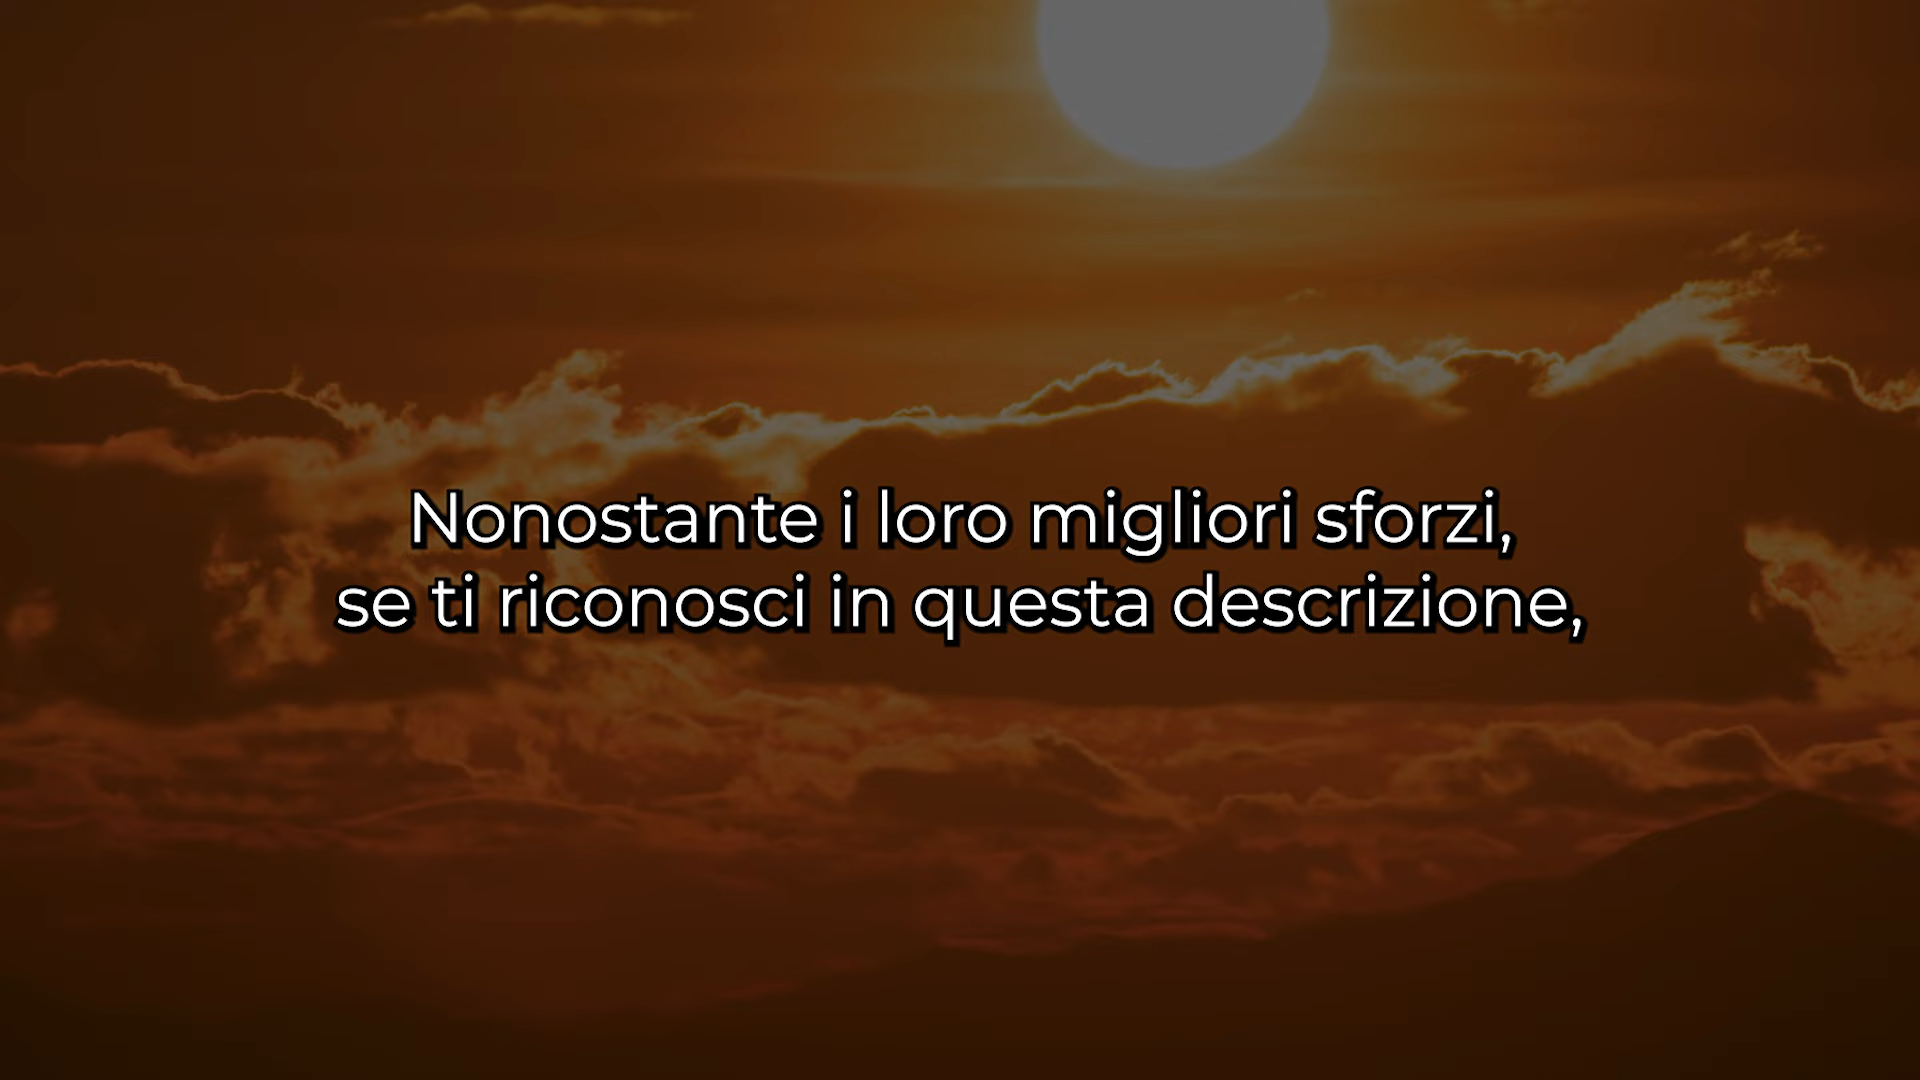 Nonostante i loro migliori sforzi,
se ti riconosci in questa descrizione,